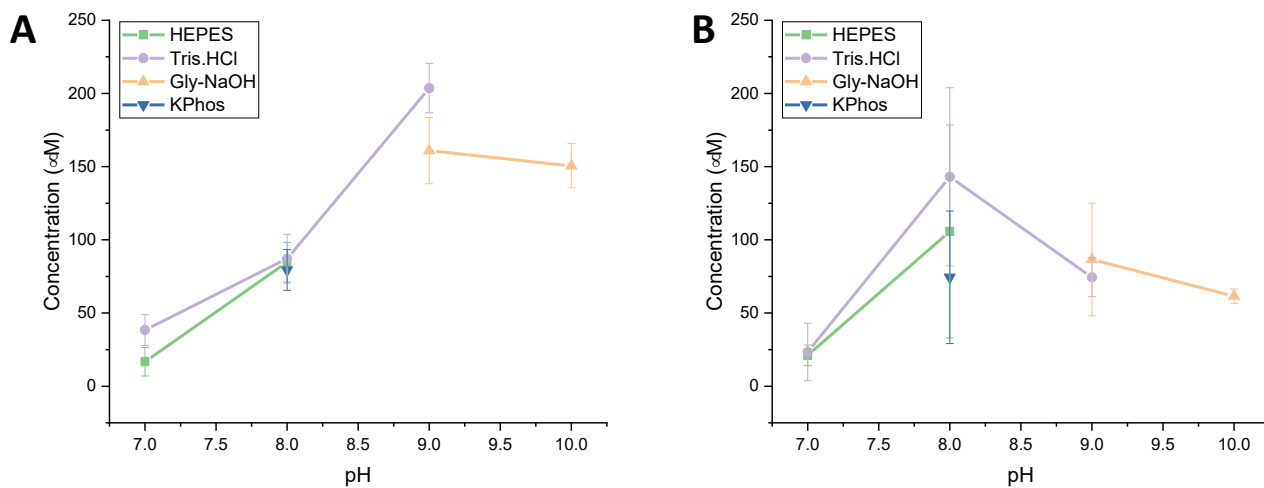 A
HEPES
Tris.HCl
Gly-NaOH
KPhos
Concentration (∝M)
250
200
150
100
50
0
7.0 7.5 8.0 8.5 9.0 9.5 10.0
pH
B
HEPES
Tris.HCl
Gly-NaOH
KPhos
Concentration (∝M)
250
200
150
100
50
0
7.0 7.5 8.0 8.5 9.0 9.5 10.0
pH